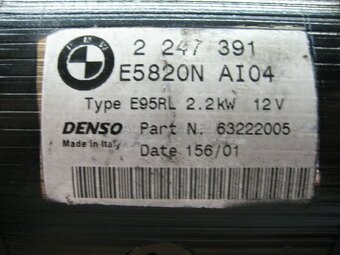 BMW
2 247 391
E5820N AI04
Type E95RL 2.2kW 12V
DENSO Part N. 63222005
Made in Italy Date 156/01